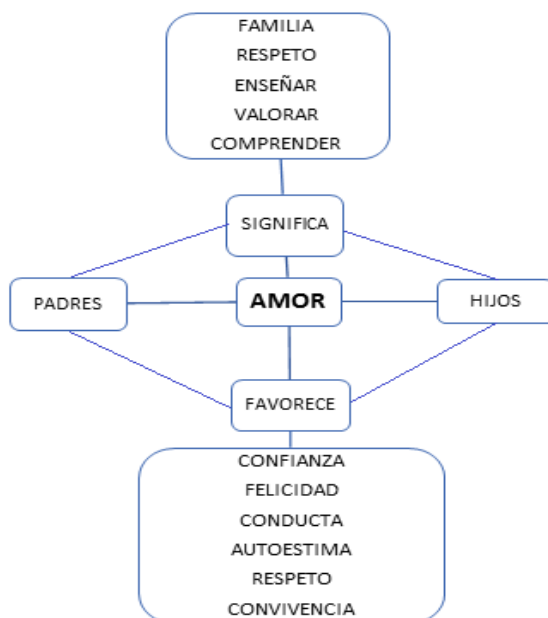 FAMILIA
RESPETO
ENSEÑAR
VALORAR
COMPRENDER
SIGNIFICA
PADRES
AMOR
HIJOS
FAVORECE
CONFIANZA
FELICIDAD
CONDUCTA
AUTOESTIMA
RESPETO
CONVIVENCIA